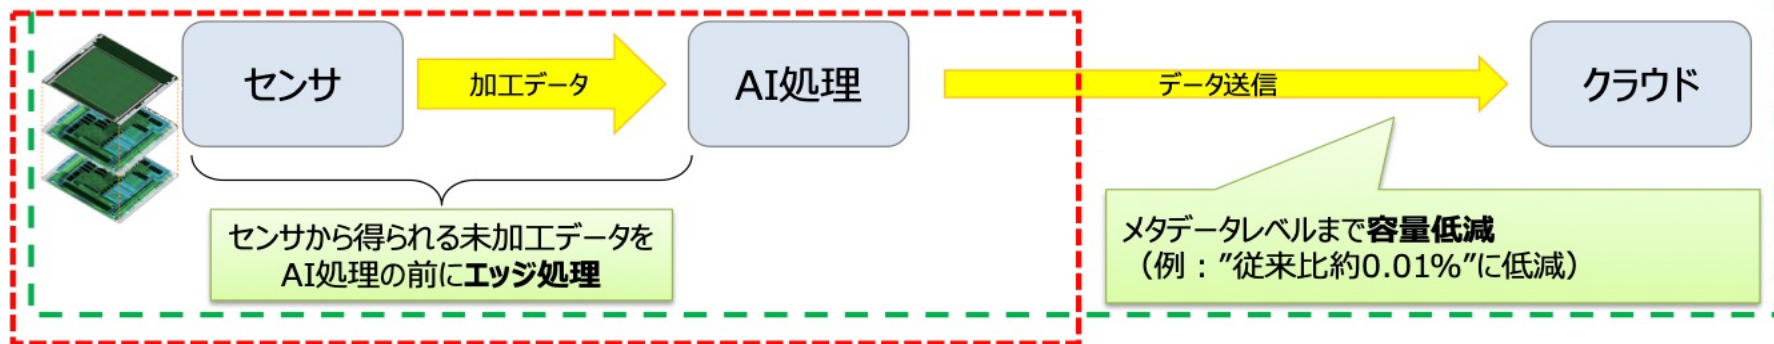 センサ
加工データ
AI処理
データ送信
クラウド
センサから得られる未加工データを
AI処理の前にエッジ処理
メタデータレベルまで容量低減
（例：”従来比約0.01%”に低減）